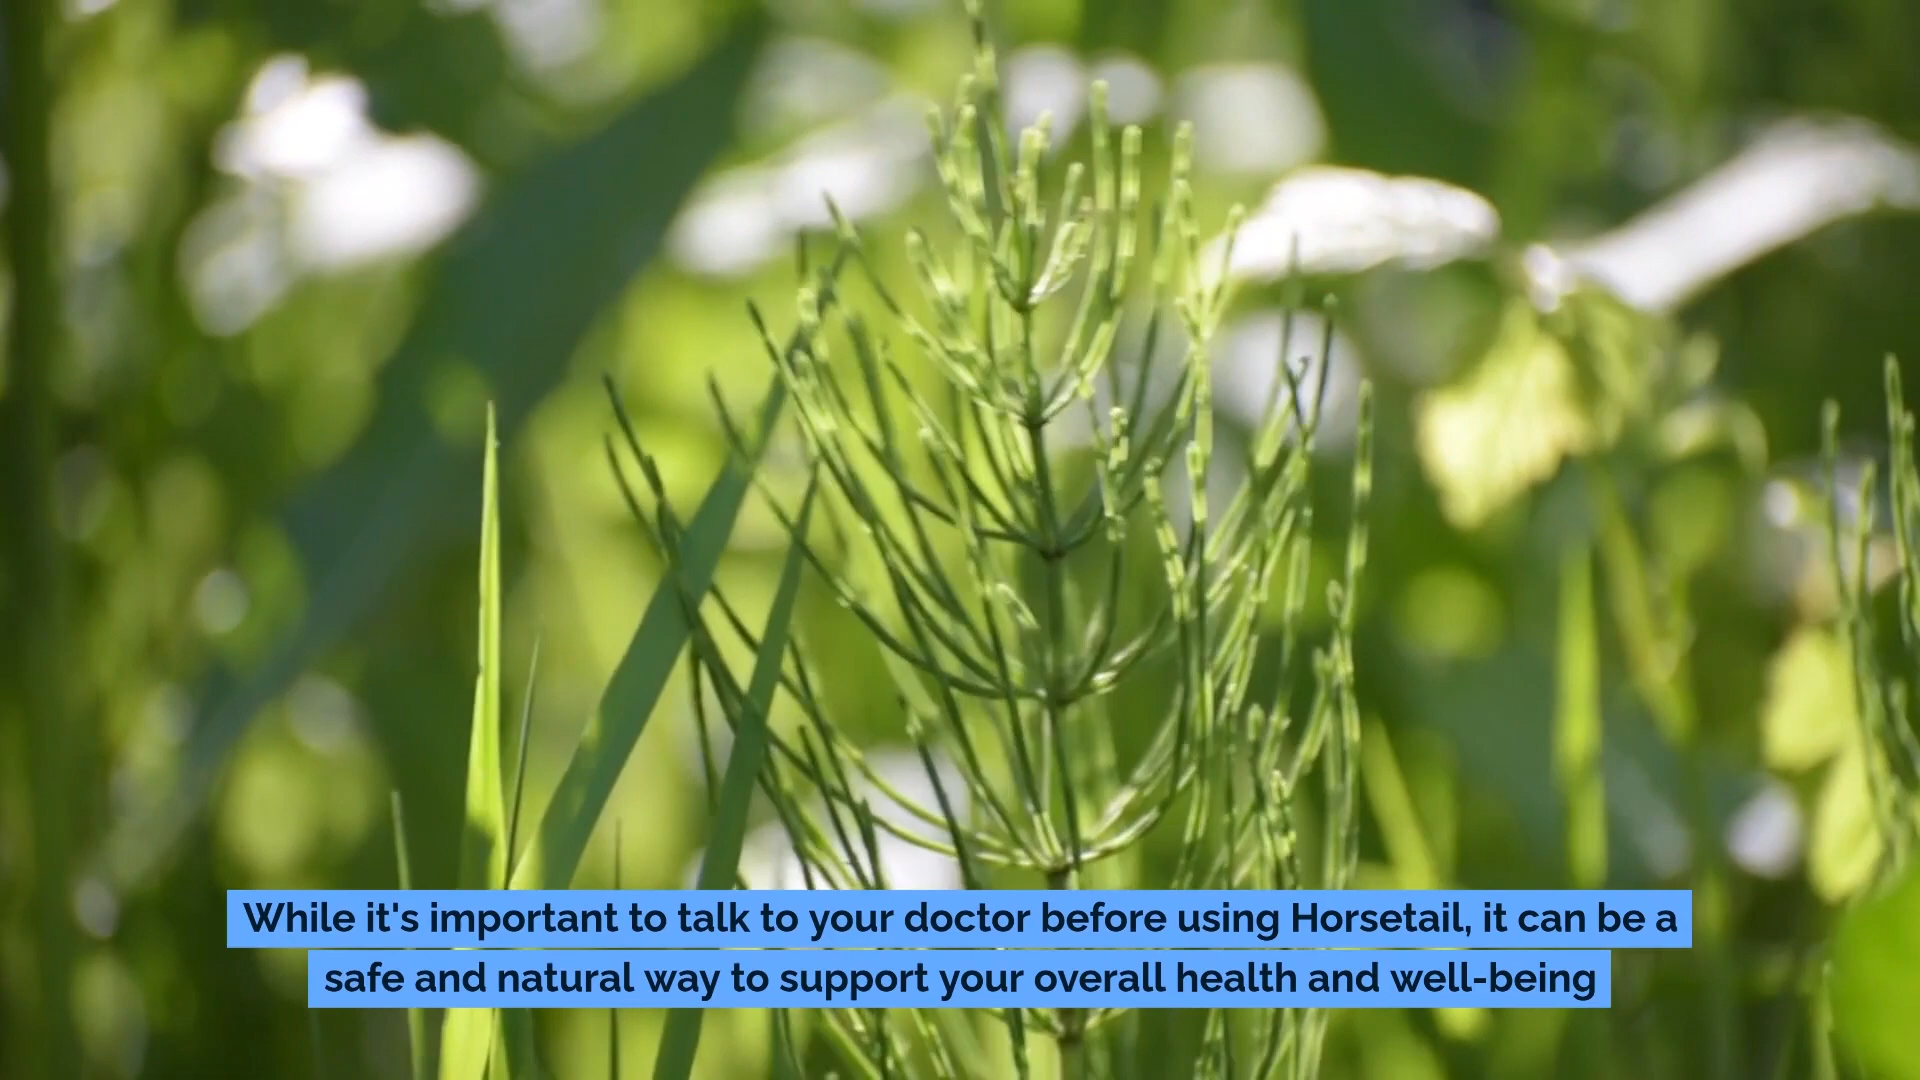 While it's important to talk to your doctor before using Horsetail, it can be a
safe and natural way to support your overall health and well-being